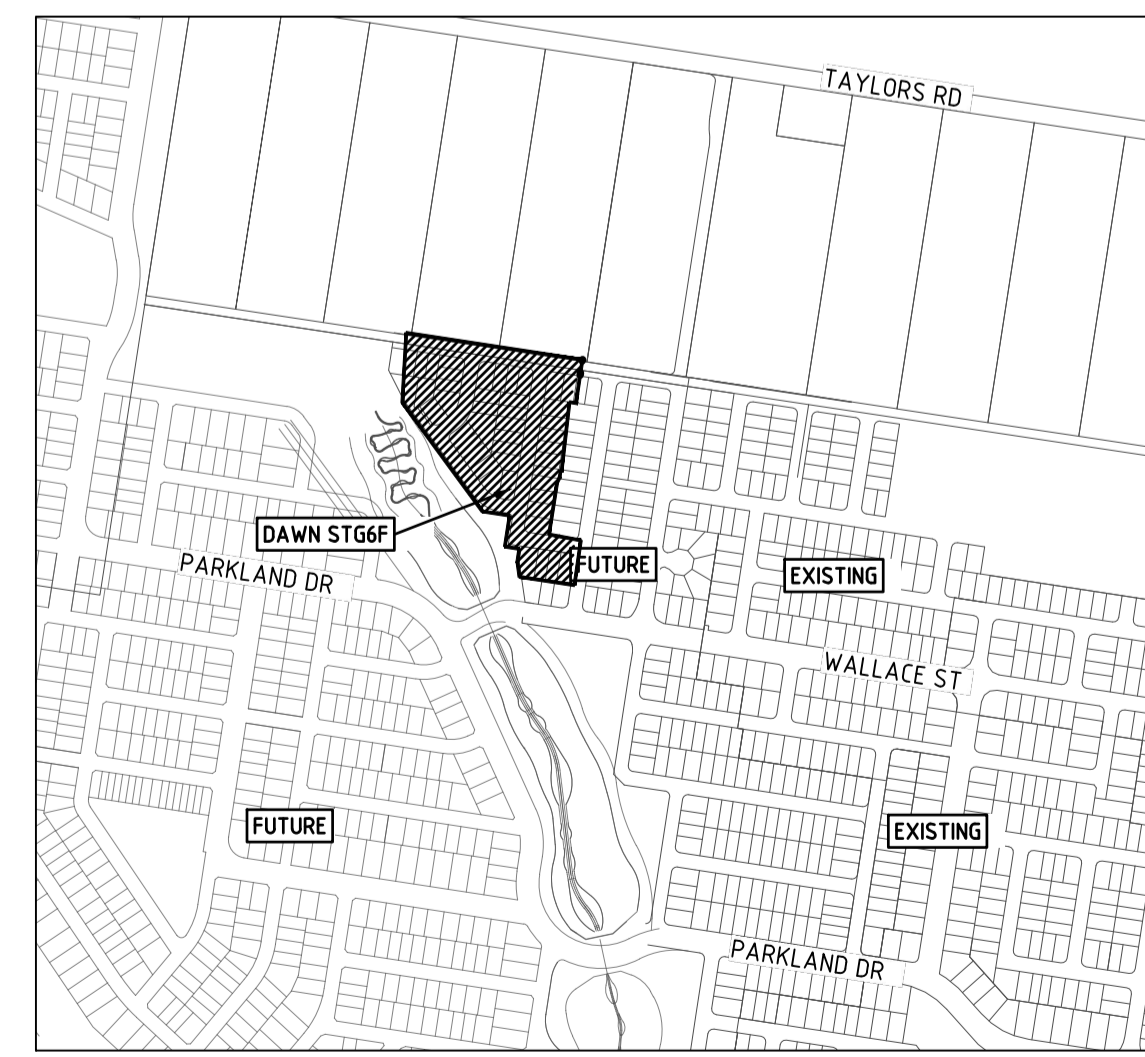 TAYLORS RD
DAWN STG6F
PARKLAND DR
FUTURE
EXISTING
WALLACE ST
FUTURE
EXISTING
PARKLAND DR